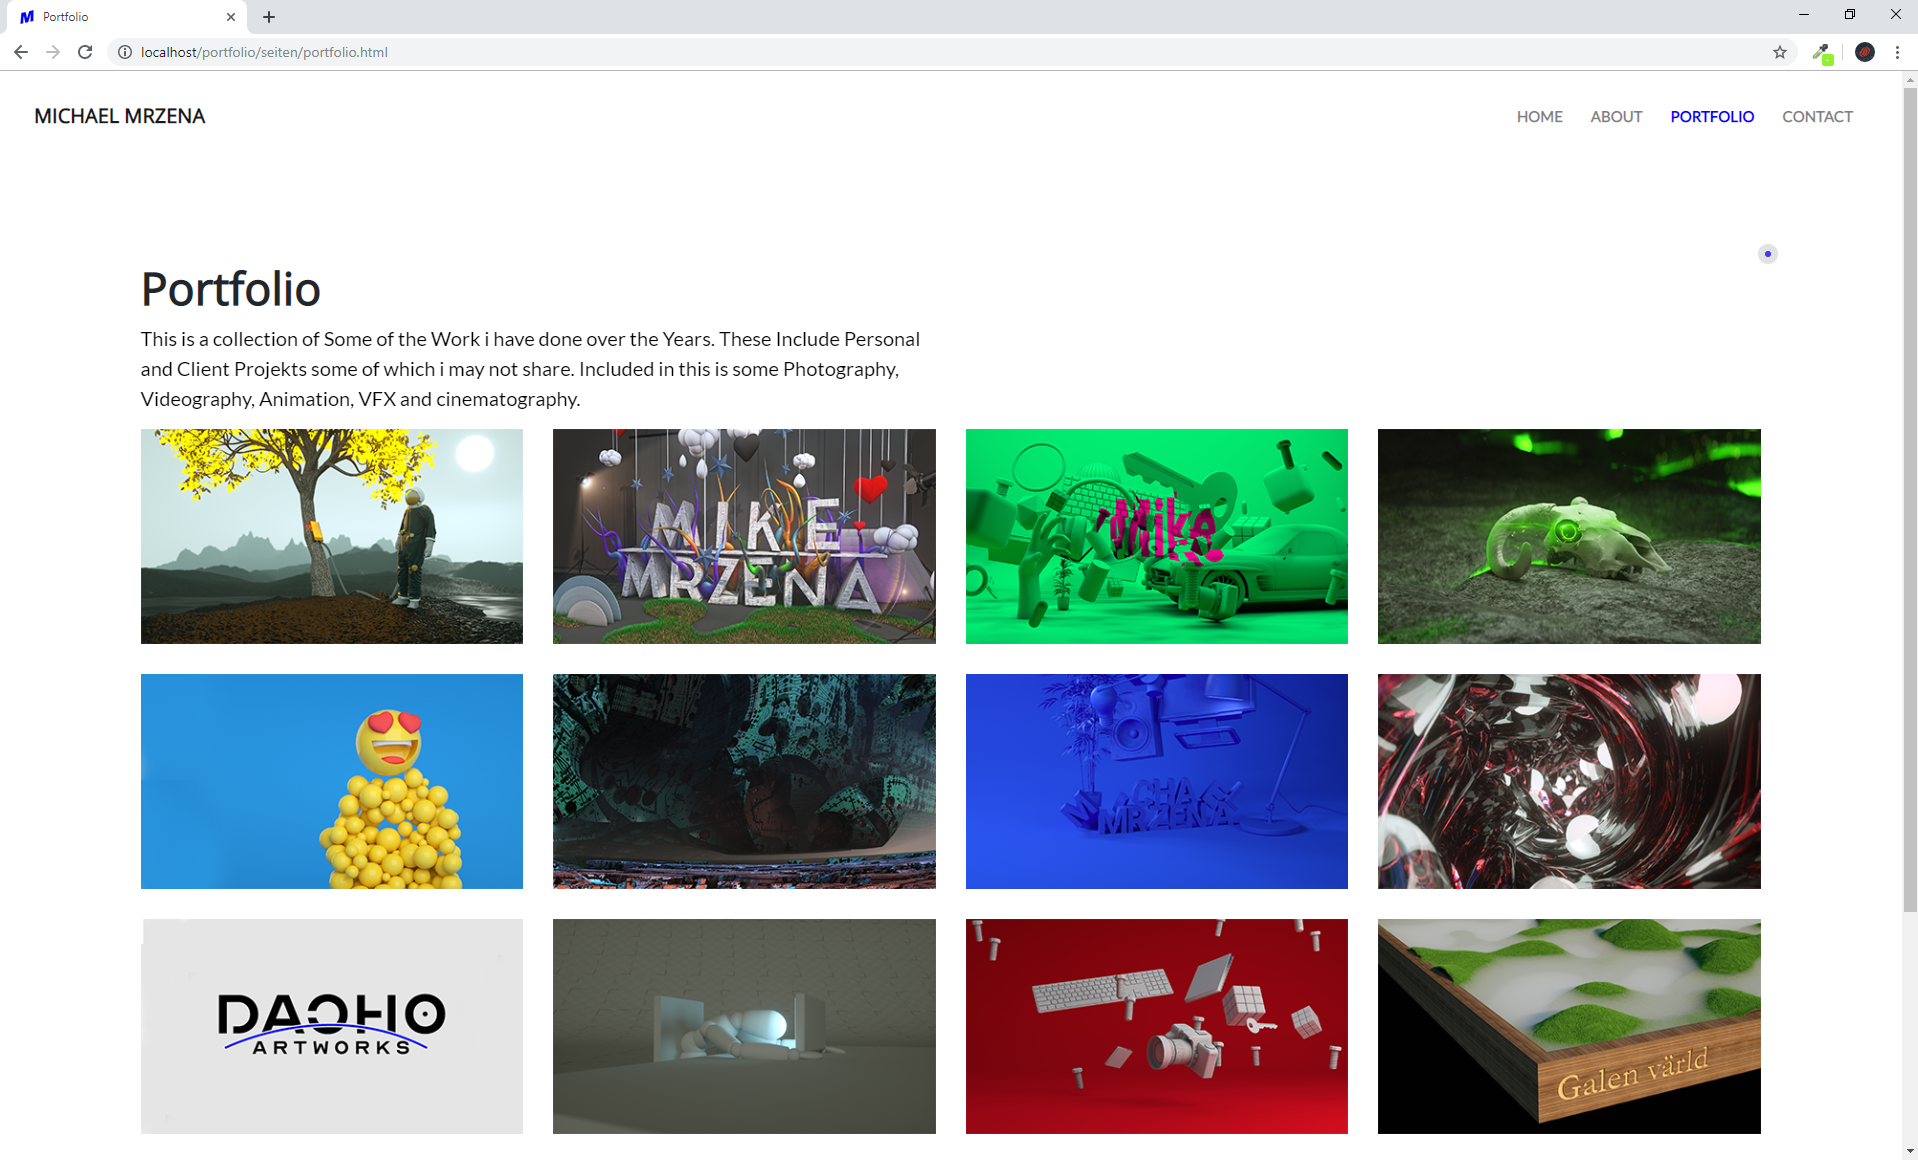 Portfolio
localhost/portfolio/seiten/portfolio.html
MICHAEL MRZENA
HOME ABOUT PORTFOLIO CONTACT
Portfolio
This is a collection of Some of the Work i have done over the Years. These Include Personal
and Client Projekts some of which i may not share. Included in this is some Photography,
Videography, Animation, VFX and cinematography.
MIKE
MRZENA
Mike
MICHA
MRZENA
DAOHO
ARTWORKS
Galen värld